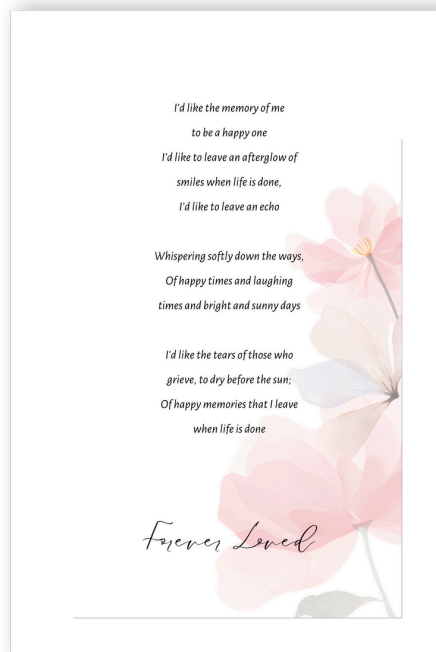 I'd like the memory of me
to be a happy one
I'd like to leave an afterglow of
smiles when life is done,
I'd like to leave an echo
Whispering softly down the ways,
Of happy times and laughing
times and bright and sunny days
I'd like the tears of those who
grieve, to dry before the sun;
Of happy memories that I leave
when life is done
Forever Loved